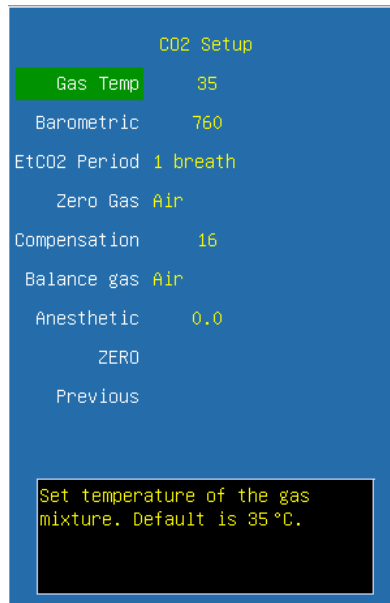 CO2 Setup
Gas Temp 35
Barometric 760
EtCO2 Period 1 breath
Zero Gas Air
Compensation 16
Balance gas Air
Anesthetic 0.0
ZERO
Previous
Set temperature of the gas
mixture. Default is 35°C.